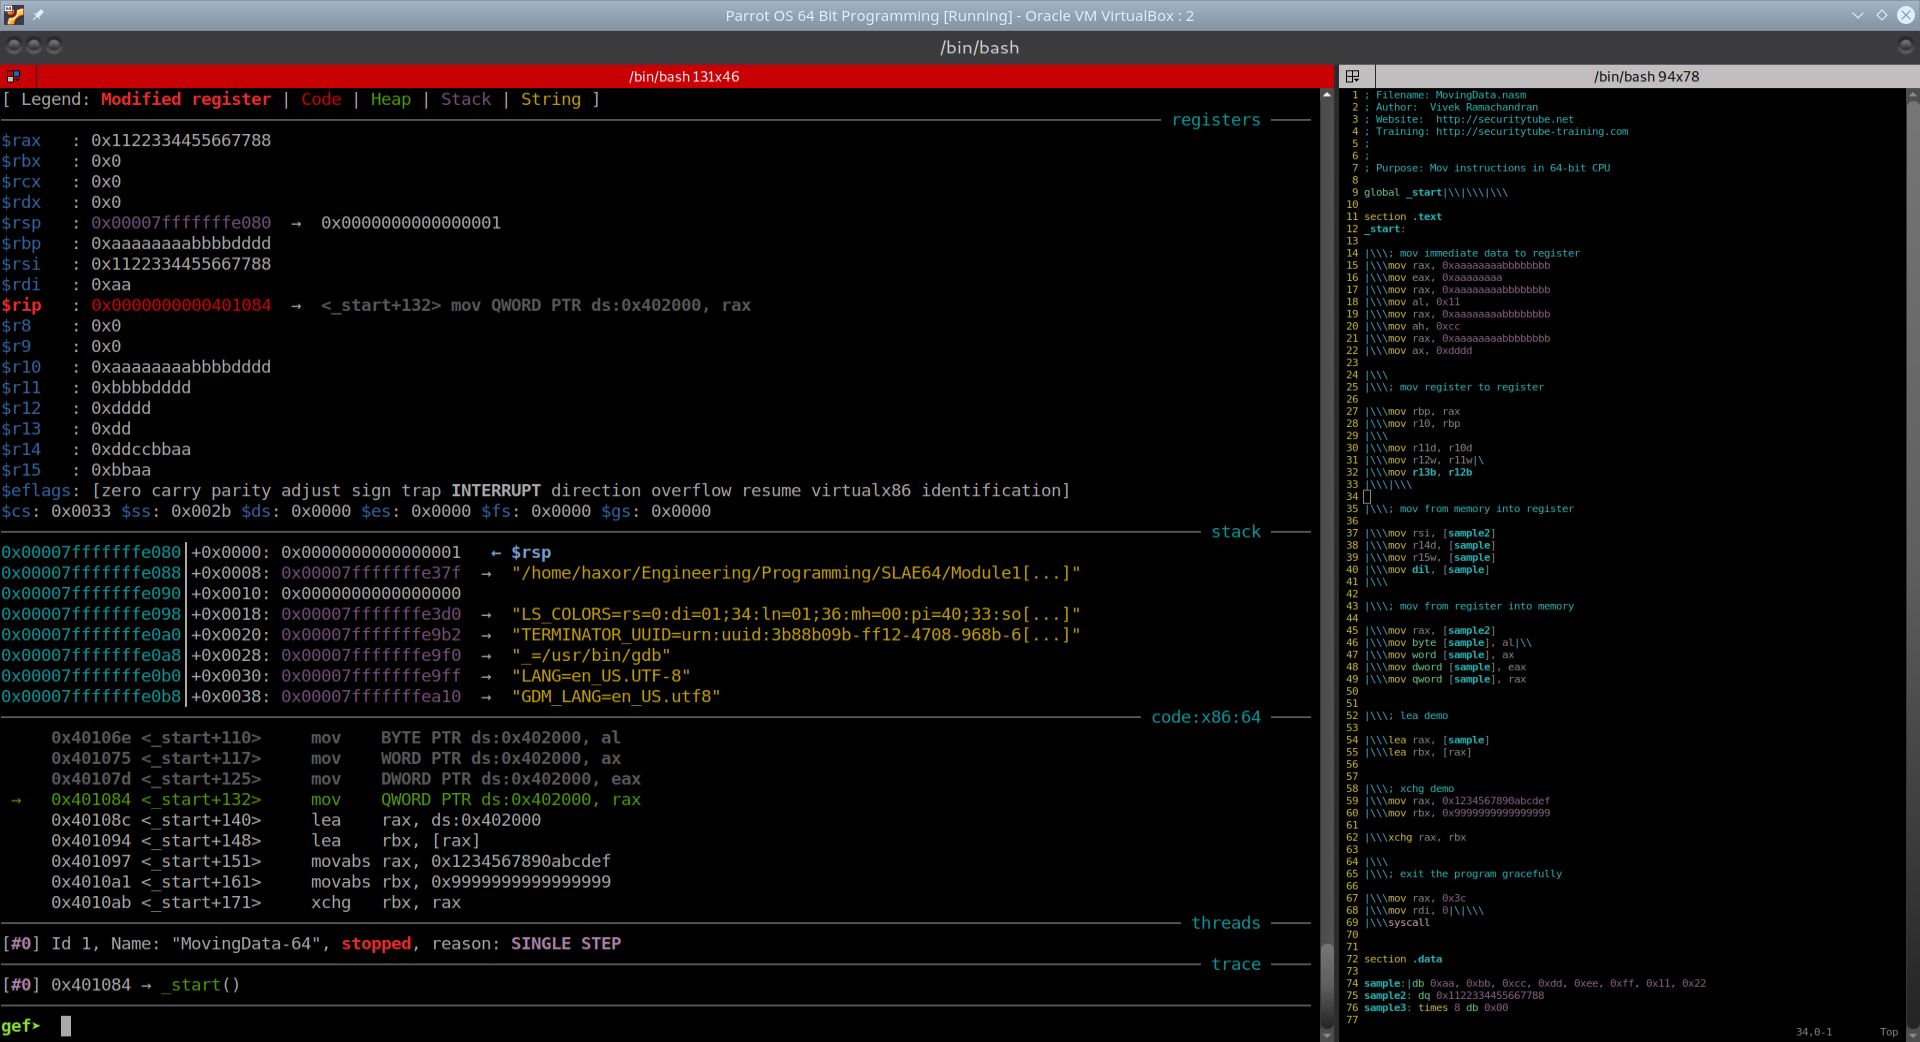 Parrot OS 64 Bit Programming [Running] - Oracle VM VirtualBox : 2
/bin/bash
/bin/bash 131x46
[ Legend: Modified register | Code | Heap | Stack | String ]
registers
$rax   : 0x1122334455667788
$rbx   : 0x0
$rcx   : 0x0
$rdx   : 0x0
$rsp   : 0x00007fffffffe080  →  0x0000000000000001
$rbp   : 0xaaaaaaaabbbbdddd
$rsi   : 0x1122334455667788
$rdi   : 0xaa
$rip   : 0x0000000000401084  →  <_start+132> mov QWORD PTR ds:0x402000, rax
$r8    : 0x0
$r9    : 0x0
$r10   : 0xaaaaaaaabbbbdddd
$r11   : 0xbbbbdddd
$r12   : 0xdddd
$r13   : 0xdd
$r14   : 0xddccbbaa
$r15   : 0xbbaa
$eflags: [zero carry parity adjust sign trap INTERRUPT direction overflow resume virtualx86 identification]
$cs: 0x0033 $ss: 0x002b $ds: 0x0000 $es: 0x0000 $fs: 0x0000 $gs: 0x0000
stack
0x00007fffffffe080│+0x0000: 0x0000000000000001   ← $rsp
0x00007fffffffe088│+0x0008: 0x00007fffffffe37f  →  "/home/haxor/Engineering/Programming/SLAE64/Module1[...]"
0x00007fffffffe090│+0x0010: 0x0000000000000000
0x00007fffffffe098│+0x0018: 0x00007fffffffe3d0  →  "LS_COLORS=rs=0:di=01;34:ln=01;36:mh=00:pi=40;33:so[...]"
0x00007fffffffe0a0│+0x0020: 0x00007fffffffe9b2  →  "TERMINATOR_UUID=urn:uuid:3b88b09b-ff12-4708-968b-6[...]"
0x00007fffffffe0a8│+0x0028: 0x00007fffffffe9f0  →  "_=/usr/bin/gdb"
0x00007fffffffe0b0│+0x0030: 0x00007fffffffe9ff  →  "LANG=en_US.UTF-8"
0x00007fffffffe0b8│+0x0038: 0x00007fffffffea10  →  "GDM_LANG=en_US.utf8"
code:x86:64
0x40106e <_start+110>     mov    BYTE PTR ds:0x402000, al
0x401075 <_start+117>     mov    WORD PTR ds:0x402000, ax
0x40107d <_start+125>     mov    DWORD PTR ds:0x402000, eax
→   0x401084 <_start+132>     mov    QWORD PTR ds:0x402000, rax
0x40108c <_start+140>     lea    rax, ds:0x402000
0x401094 <_start+148>     lea    rbx, [rax]
0x401097 <_start+151>     movabs rax, 0x1234567890abcdef
0x4010a1 <_start+161>     movabs rbx, 0x9999999999999999
0x4010ab <_start+171>     xchg   rbx, rax
threads
[#0] Id 1, Name: "MovingData-64", stopped, reason: SINGLE STEP
trace
[#0] 0x401084 → _start()
gef➤
/bin/bash 94x78
1 ; Filename: MovingData.nasm
2 ; Author:  Vivek Ramachandran
3 ; Website:  http://securitytube.net
4 ; Training: http://securitytube-training.com
5 ;
6 ;
7 ; Purpose: Mov instructions in 64-bit CPU
8
9 global _start|\\|\\\|\\\
10
11 section .text
12 _start:
13
14 |\\\; mov immediate data to register
15 |\\\mov rax, 0xaaaaaaaabbbbbbbb
16 |\\\mov eax, 0xaaaaaaaa
17 |\\\mov rax, 0xaaaaaaaabbbbbbbb
18 |\\\mov al, 0x11
19 |\\\mov rax, 0xaaaaaaaabbbbbbbb
20 |\\\mov ah, 0xcc
21 |\\\mov rax, 0xaaaaaaaabbbbbbbb
22 |\\\mov ax, 0xdddd
23
24 |\\\
25 |\\\; mov register to register
26
27 |\\\mov rbp, rax
28 |\\\mov r10, rbp
29 |\\\
30 |\\\mov r11d, r10d
31 |\\\mov r12w, r11w|\
32 |\\\mov r13b, r12b
33 |\\\|\\\
34
35 |\\\; mov from memory into register
36
37 |\\\mov rsi, [sample2]
38 |\\\mov r14d, [sample]
39 |\\\mov r15w, [sample]
40 |\\\mov dil, [sample]
41 |\\\
42
43 |\\\; mov from register into memory
44
45 |\\\mov rax, [sample2]
46 |\\\mov byte [sample], al|\\
47 |\\\mov word [sample], ax
48 |\\\mov dword [sample], eax
49 |\\\mov qword [sample], rax
50
51
52 |\\\; lea demo
53
54 |\\\lea rax, [sample]
55 |\\\lea rbx, [rax]
56
57
58 |\\\; xchg demo
59 |\\\mov rax, 0x1234567890abcdef
60 |\\\mov rbx, 0x9999999999999999
61
62 |\\\xchg rax, rbx
63
64 |\\\
65 |\\\; exit the program gracefully
66
67 |\\\mov rax, 0x3c
68 |\\\mov rdi, 0|\|\\\
69 |\\\syscall
70
71
72 section .data
73
74 sample:|db 0xaa, 0xbb, 0xcc, 0xdd, 0xee, 0xff, 0x11, 0x22
75 sample2: dq 0x1122334455667788
76 sample3: times 8 db 0x00
77
34,0-1        Top